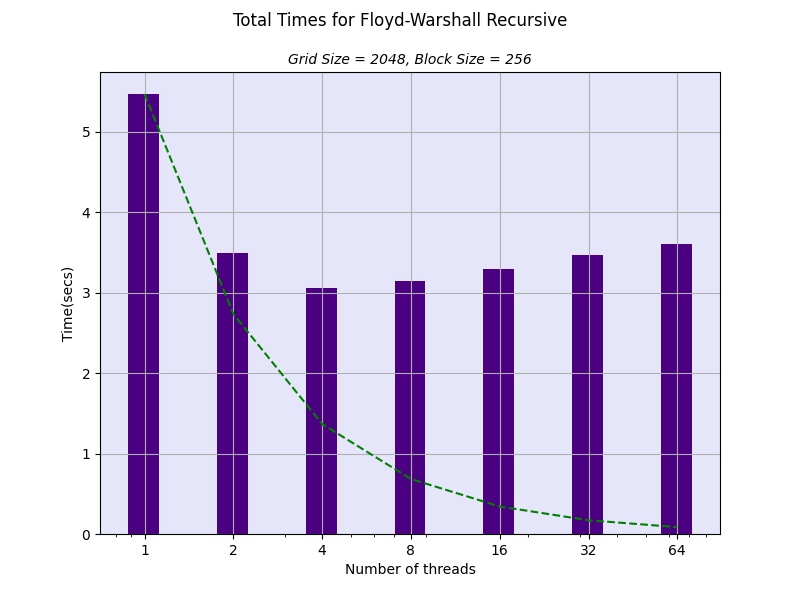 Total Times for Floyd-Warshall Recursive
Grid Size = 2048, Block Size = 256
5
4
3
2
1
0
Time(secs)
1 2 4 8 16 32 64
Number of threads